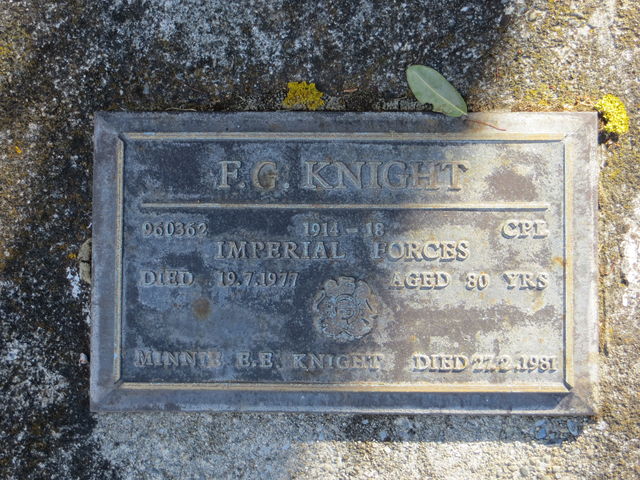 F. G. KNIGHT
960362 1914 - 18 CPL
IMPERIAL FORCES
DIED 19.7.1977 AGED 80 YRS
MINNIE E.E. KNIGHT DIED 27.2.1981